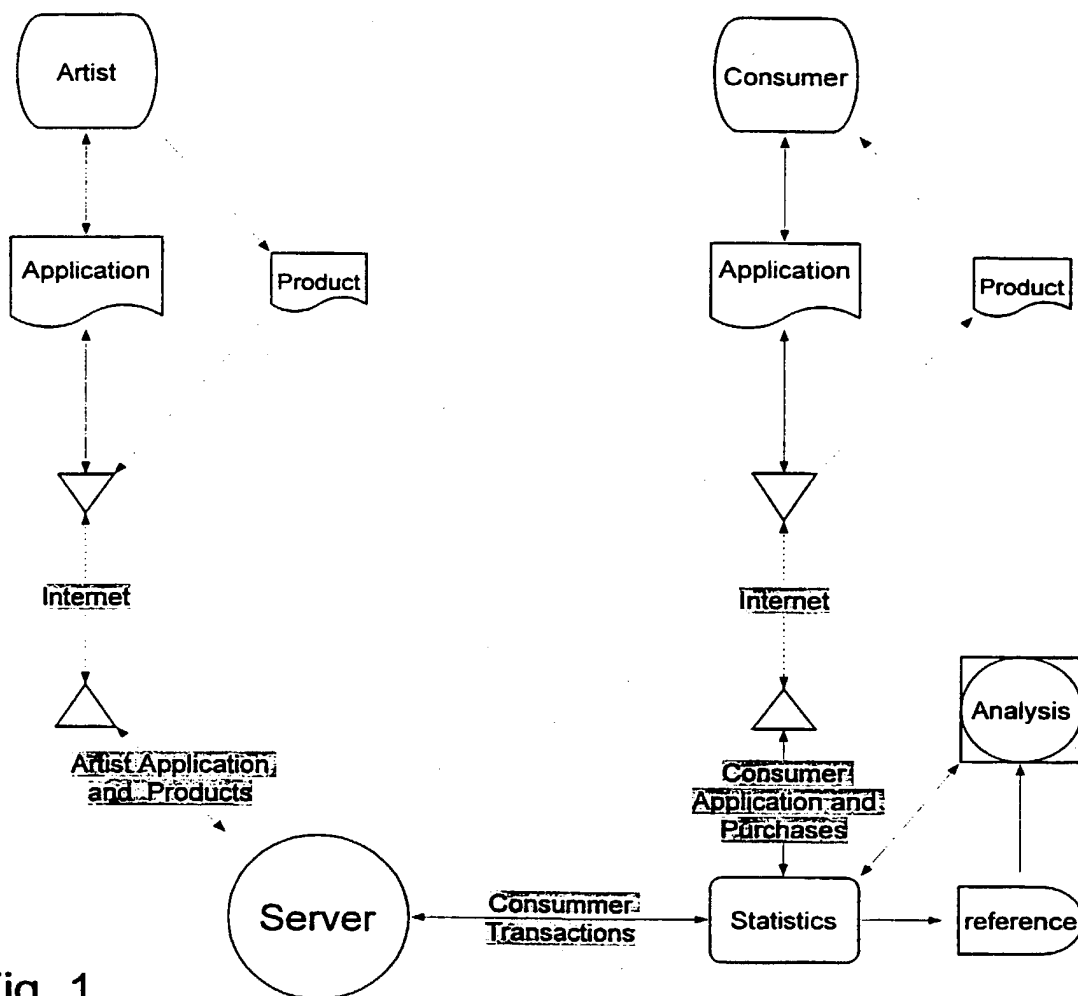 Artist
Consumer
Application
Product
Application
Product
Internet
Internet
Analysis
Artist Application
and Products
Consumer
Application and
Purchases
Server
Consummer
Transactions
Statistics
reference
Fig. 1